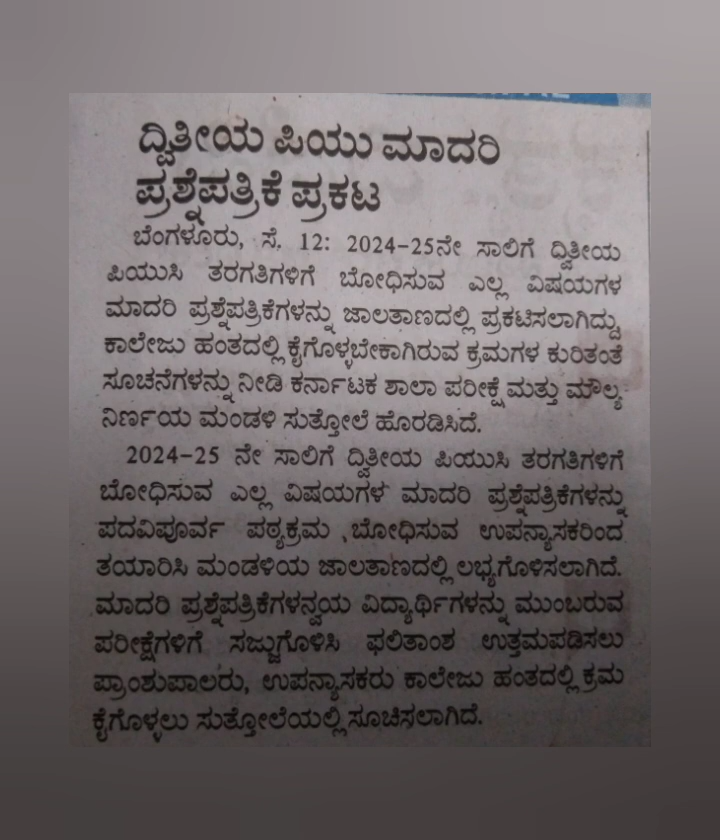 ದ್ವಿತೀಯ ಪಿಯು ಮಾದರಿ
ಪ್ರಶ್ನೆಪತ್ರಿಕೆ ಪ್ರಕಟ
ಬೆಂಗಳೂರು, ಸೆ. 12: 2024-25ನೇ ಸಾಲಿಗೆ ದ್ವಿತೀಯ
ಪಿಯುಸಿ ತರಗತಿಗಳಿಗೆ ಬೋಧಿಸುವ ಎಲ್ಲ ವಿಷಯಗಳ
ಮಾದರಿ ಪ್ರಶ್ನೆಪತ್ರಿಕೆಗಳನ್ನು ಜಾಲತಾಣದಲ್ಲಿ ಪ್ರಕಟಿಸಲಾಗಿದ್ದು,
ಕಾಲೇಜು ಹಂತದಲ್ಲಿ ಕೈಗೊಳ್ಳಬೇಕಾಗಿರುವ ಕ್ರಮಗಳ ಕುರಿತಂತೆ
ಸೂಚನೆಗಳನ್ನು ನೀಡಿ ಕರ್ನಾಟಕ ಶಾಲಾ ಪರೀಕ್ಷೆ ಮತ್ತು ಮೌಲ್ಯ
ನಿರ್ಣಯ ಮಂಡಳಿ ಸುತ್ತೋಲೆ ಹೊರಡಿಸಿದೆ.
2024-25 ನೇ ಸಾಲಿಗೆ ದ್ವಿತೀಯ ಪಿಯುಸಿ ತರಗತಿಗಳಿಗೆ
ಬೋಧಿಸುವ ಎಲ್ಲ ವಿಷಯಗಳ ಮಾದರಿ ಪ್ರಶ್ನೆಪತ್ರಿಕೆಗಳನ್ನು
ಪದವಿಪೂರ್ವ ಪಠ್ಯಕ್ರಮ ,ಬೋಧಿಸುವ ಉಪನ್ಯಾಸಕರಿಂದ
ತಯಾರಿಸಿ ಮಂಡಳಿಯ ಜಾಲತಾಣದಲ್ಲಿ ಲಭ್ಯಗೊಳಿಸಲಾಗಿದೆ.
ಮಾದರಿ ಪ್ರಶ್ನೆಪತ್ರಿಕೆಗಳನ್ವಯ ವಿದ್ಯಾರ್ಥಿಗಳನ್ನು ಮುಂಬರುವ
ಪರೀಕ್ಷೆಗಳಿಗೆ ಸಜ್ಜುಗೊಳಿಸಿ ಫಲಿತಾಂಶ ಉತ್ತಮಪಡಿಸಲು
ಪ್ರಾಂಶುಪಾಲರು, ಉಪನ್ಯಾಸಕರು ಕಾಲೇಜು ಹಂತದಲ್ಲಿ ಕ್ರಮ
ಕೈಗೊಳ್ಳಲು ಸುತ್ತೋಲೆಯಲ್ಲಿ ಸೂಚಿಸಲಾಗಿದೆ.